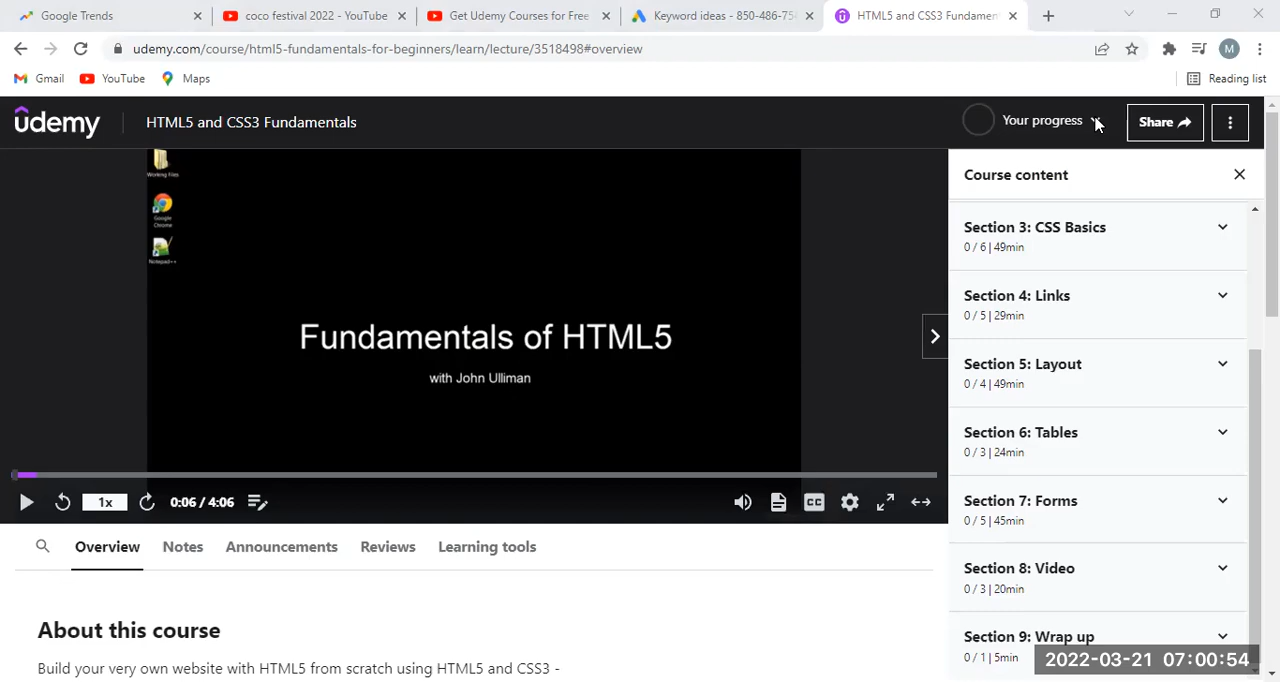 Google Trends
coco festival 2022 - YouTube
Get Udemy Courses for Free
Keyword ideas - 850-486-75
HTML5 and CSS3 Fundamen
udemy.com/course/html5-fundamentals-for-beginners/learn/lecture/3518498#overview
M
Gmail
YouTube
Maps
Reading list
udemy
HTML5 and CSS3 Fundamentals
Your progress
Share
Working Files
Google
Chrome
Notepad++
Fundamentals of HTML5
with John Ulliman
1x
0:06 / 4:06
CC
Course content
Section 3: CSS Basics
0 / 6 | 49min
Section 4: Links
0 / 5 | 29min
Section 5: Layout
0 / 4 | 49min
Section 6: Tables
0 / 3 | 24min
Section 7: Forms
0 / 5 | 45min
Section 8: Video
0 / 3 | 20min
Section 9: Wrap up
0 / 1 | 5min
Overview
Notes
Announcements
Reviews
Learning tools
About this course
Build your very own website with HTML5 from scratch using HTML5 and CSS3 -
2022-03-21 07:00:54